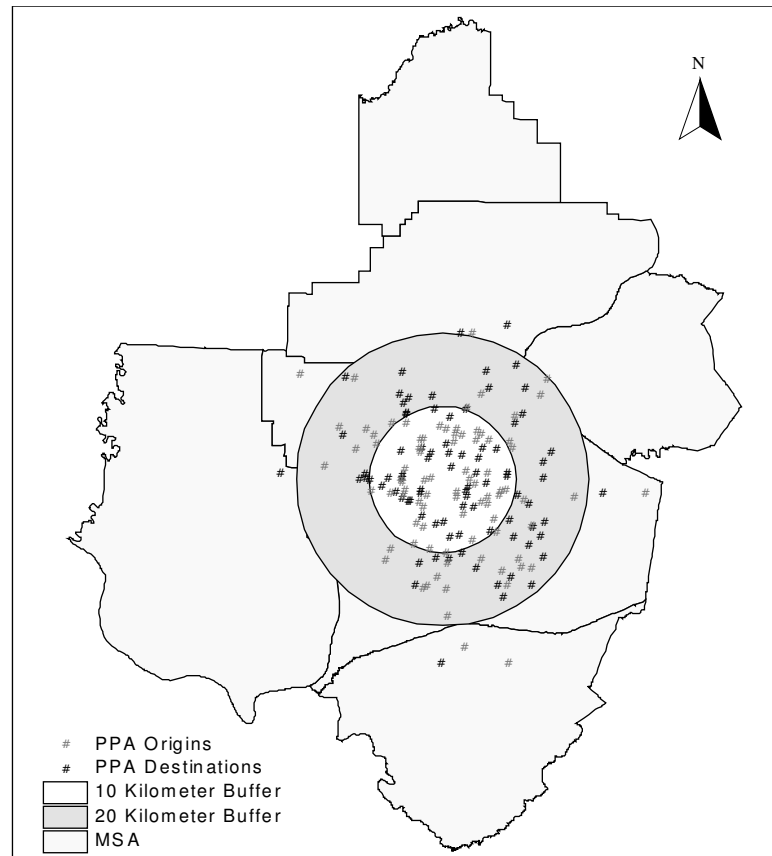 N
# PPA Origins
# PPA Destinations
10 Kilometer Buffer
20 Kilometer Buffer
MSA